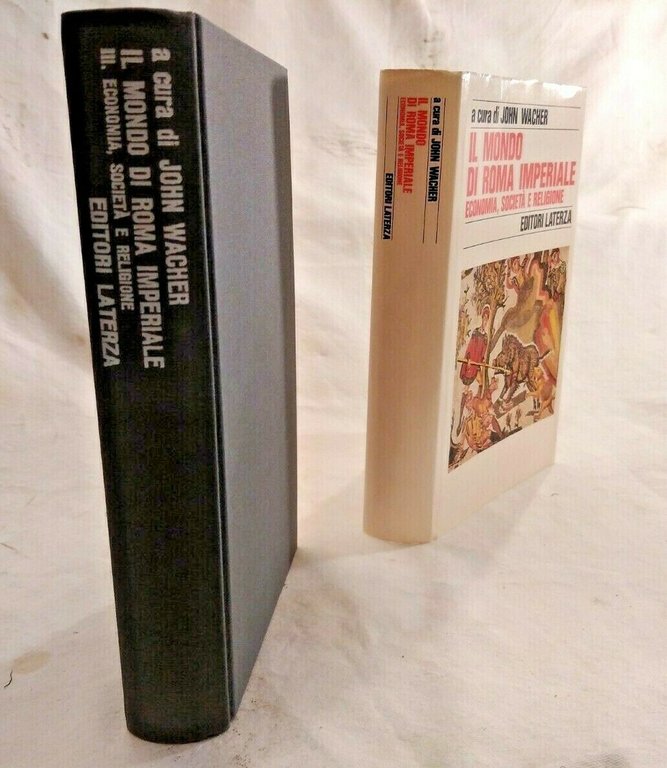 a cura di JOHN WACHER
IL MONDO DI ROMA IMPERIALE
III. ECONOMIA, SOCIETÀ E RELIGIONE
EDITORI LATERZA
a cura di JOHN WACHER
IL MONDO
DI ROMA IMPERIALE
ECONOMIA, SOCIETÀ E RELIGIONE
EDITORI LATERZA
a cura di JOHN WACHER
IL MONDO
DI ROMA IMPERIALE
ECONOMIA, SOCIETÀ E RELIGIONE
EDITORI LATERZA